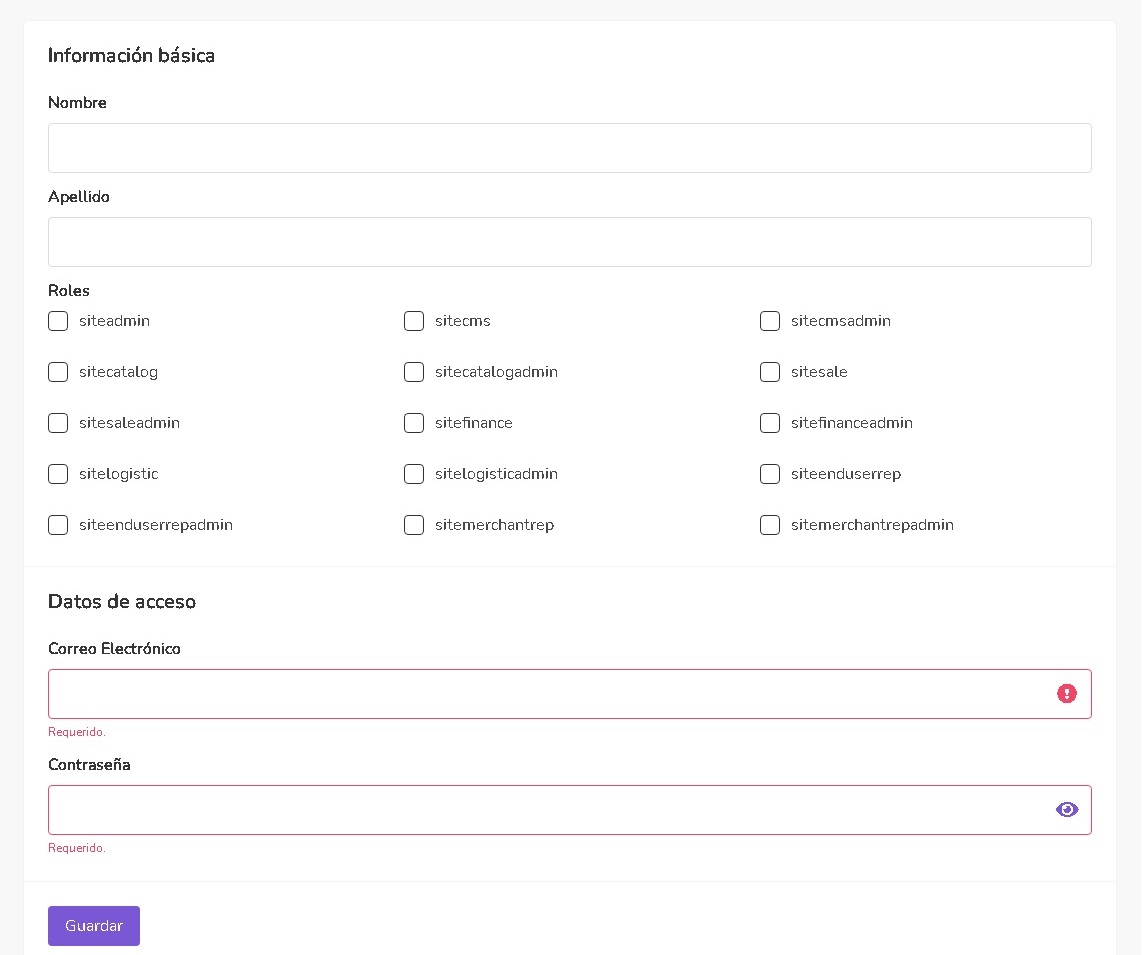 Información básica
Nombre
Apellido
Roles
siteadmin sitecms sitecmsadmin
sitecatalog sitecatalogadmin sitesale
sitesaleadmin sitefinance sitefinanceadmin
sitelogistic sitelogisticadmin siteenduserrep
siteenduserrepadmin sitemerchantrep sitemerchantrepadmin
Datos de acceso
Correo Electrónico
Requerido.
Contraseña
Requerido.
Guardar